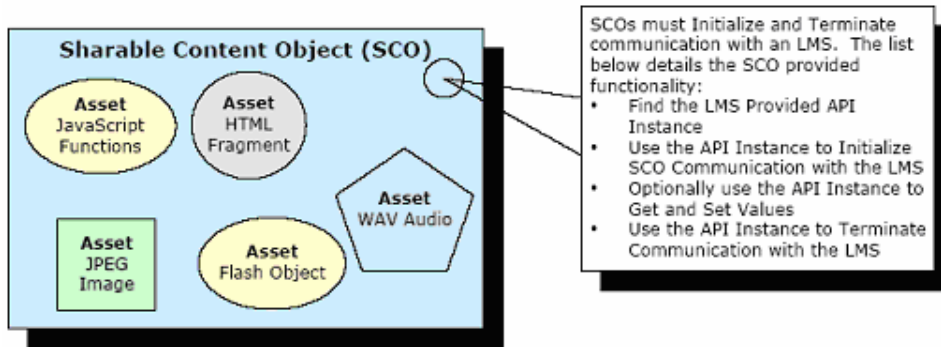 Sharable Content Object (SCO)
Asset
JavaScript
Functions
Asset
HTML
Fragment
Asset
WAV Audio
Asset
JPEG
Image
Asset
Flash Object
SCOs must Initialize and Terminate
communication with an LMS. The list
below details the SCO provided
functionality:
• Find the LMS Provided API
Instance
• Use the API Instance to Initialize
SCO Communication with the LMS
• Optionally use the API Instance to
Get and Set Values
• Use the API Instance to Terminate
Communication with the LMS